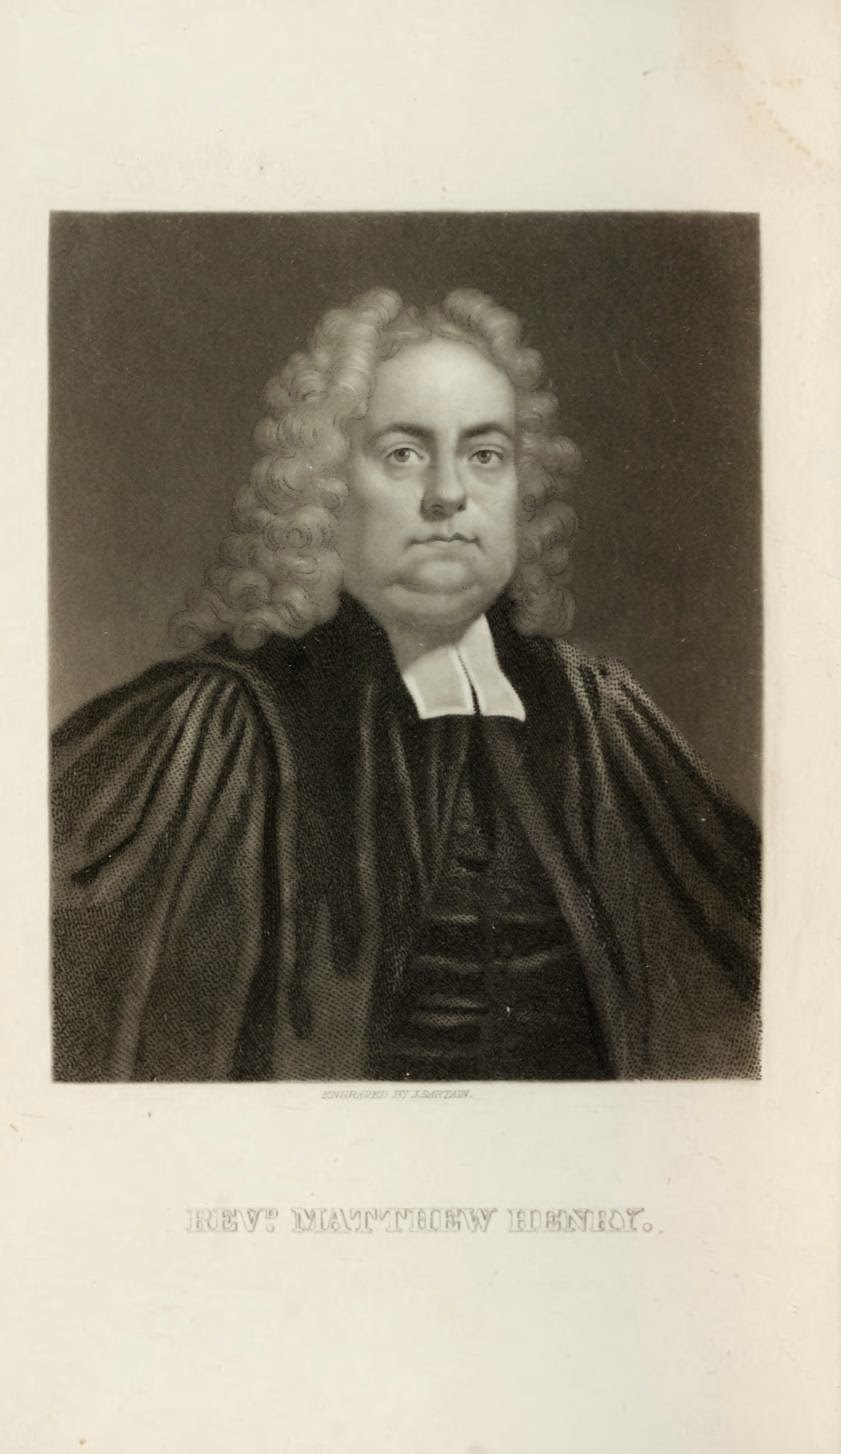 ENGRAVED BY J. SARTAIN.
REVᴰ. MATTHEW HENRY.